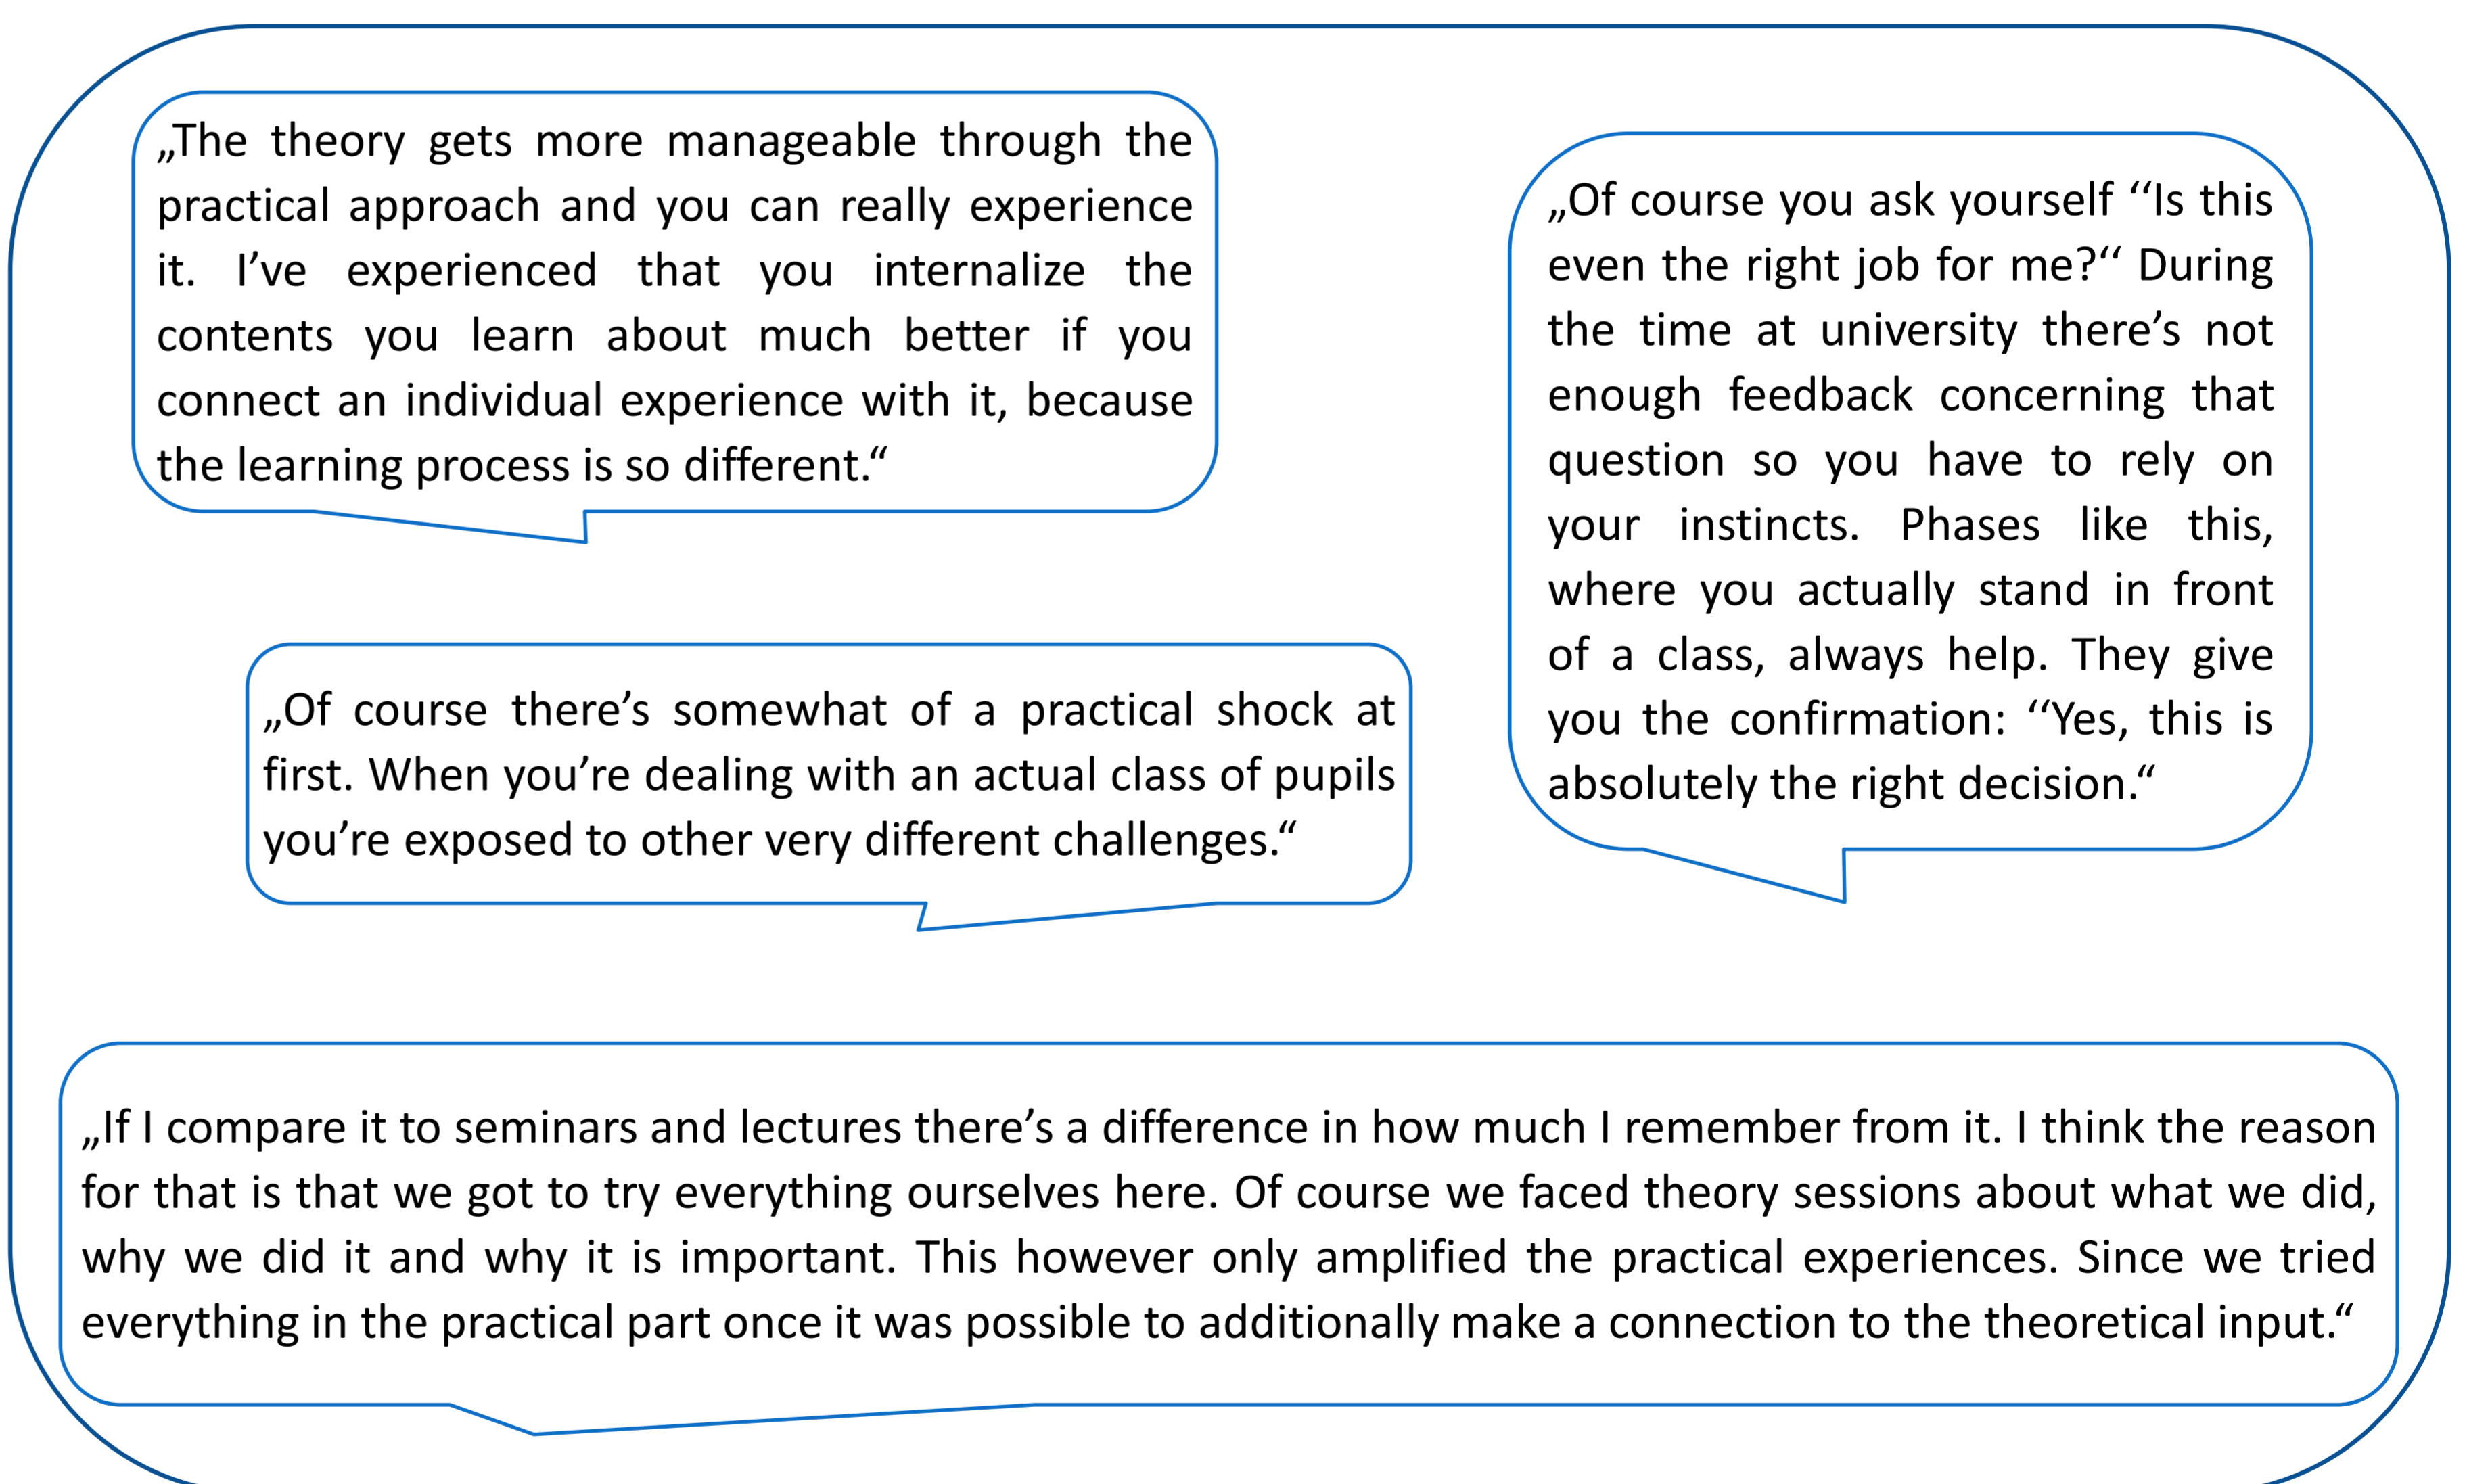 „The theory gets more manageable through the
practical approach and you can really experience
it. I’ve experienced that you internalize the
contents you learn about much better if you
connect an individual experience with it, because
the learning process is so different.“
„Of course you ask yourself ‘‘Is this
even the right job for me?‘‘ During
the time at university there’s not
enough feedback concerning that
question so you have to rely on
your instincts. Phases like this,
where you actually stand in front
of a class, always help. They give
you the confirmation: ‘‘Yes, this is
absolutely the right decision.“
„Of course there’s somewhat of a practical shock at
first. When you’re dealing with an actual class of pupils
you’re exposed to other very different challenges.“
„If I compare it to seminars and lectures there’s a difference in how much I remember from it. I think the reason
for that is that we got to try everything ourselves here. Of course we faced theory sessions about what we did,
why we did it and why it is important. This however only amplified the practical experiences. Since we tried
everything in the practical part once it was possible to additionally make a connection to the theoretical input.“